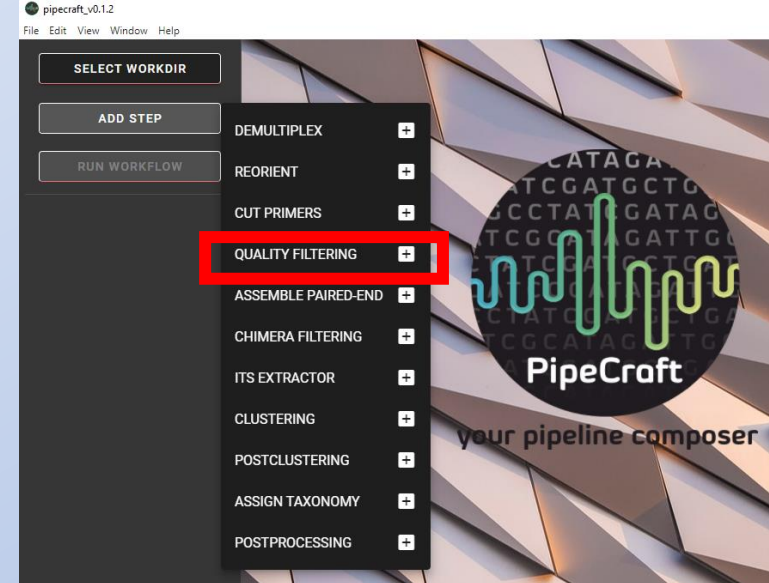 pipecraft_v0.1.2
File Edit View Window Help
SELECT WORKDIR
ADD STEP
RUN WORKFLOW
DEMULTIPLEX
REORIENT
CUT PRIMERS
QUALITY FILTERING
ASSEMBLE PAIRED-END
CHIMERA FILTERING
ITS EXTRACTOR
CLUSTERING
POSTCLUSTERING
ASSIGN TAXONOMY
POSTPROCESSING
PipeCraft
your pipeline composer